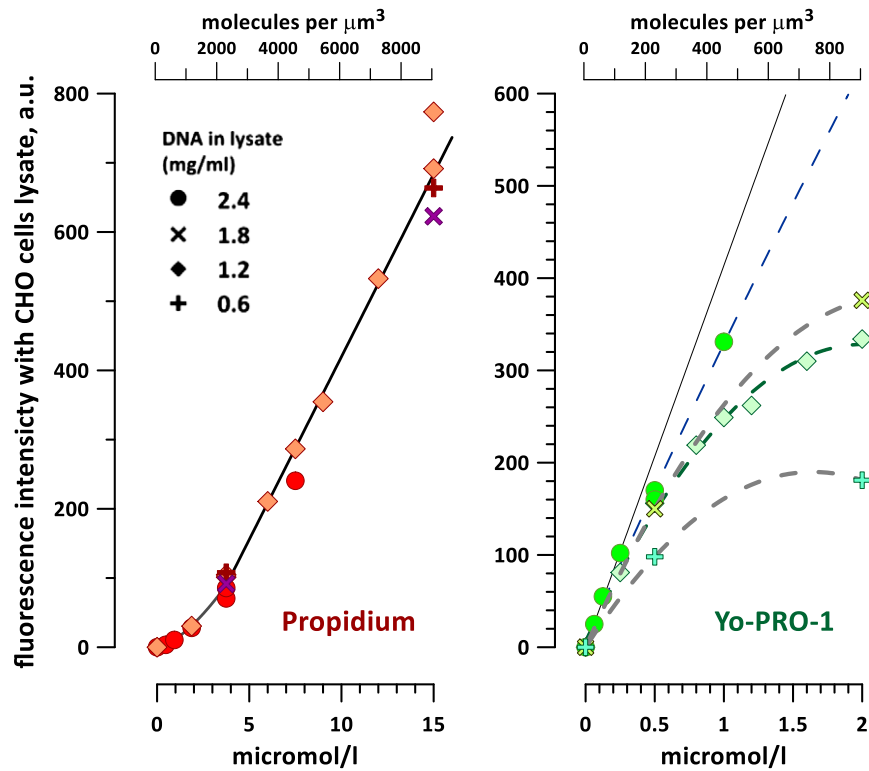 molecules per μm³
0 2000 4000 6000 8000
fluorescence intensicty with CHO cells lysate, a.u.
800
600
400
200
0
DNA in lysate
(mg/ml)
2.4
1.8
1.2
0.6
Propidium
0 5 10 15
micromol/l
molecules per μm³
0 200 400 600 800
600
500
400
300
200
100
0
Yo-PRO-1
0 0.5 1 1.5 2
micromol/l